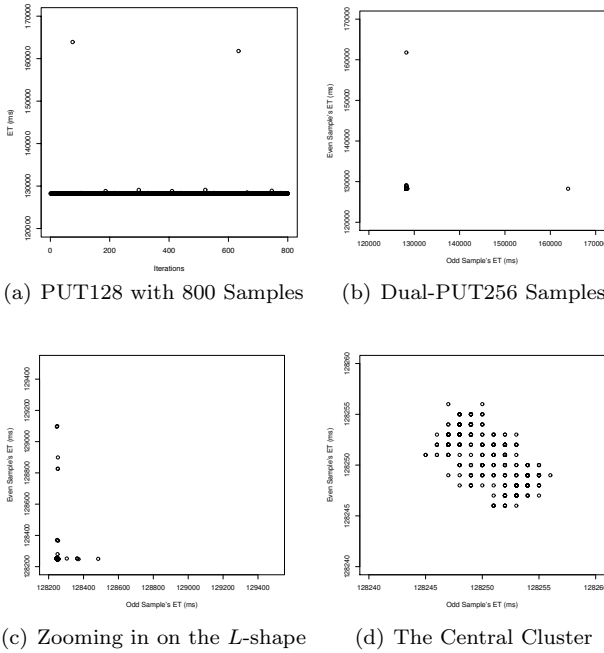 170000
160000
150000
140000
130000
120000
ET (ms)
0 200 400 600 800
Iterations
(a) PUT128 with 800 Samples
170000
160000
150000
140000
130000
120000
Even Sample's ET (ms)
120000 130000 140000 150000 160000 170000
Odd Sample's ET (ms)
(b) Dual-PUT256 Samples
129400
129200
129000
128800
128600
128400
128200
Even Sample's ET (ms)
128200 128400 128600 128800 129000 129200 129400
Odd Sample's ET (ms)
(c) Zooming in on the L-shape
128260
128255
128250
128245
128240
Even Sample's ET (ms)
128240 128245 128250 128255 128260
Odd Sample's ET (ms)
(d) The Central Cluster